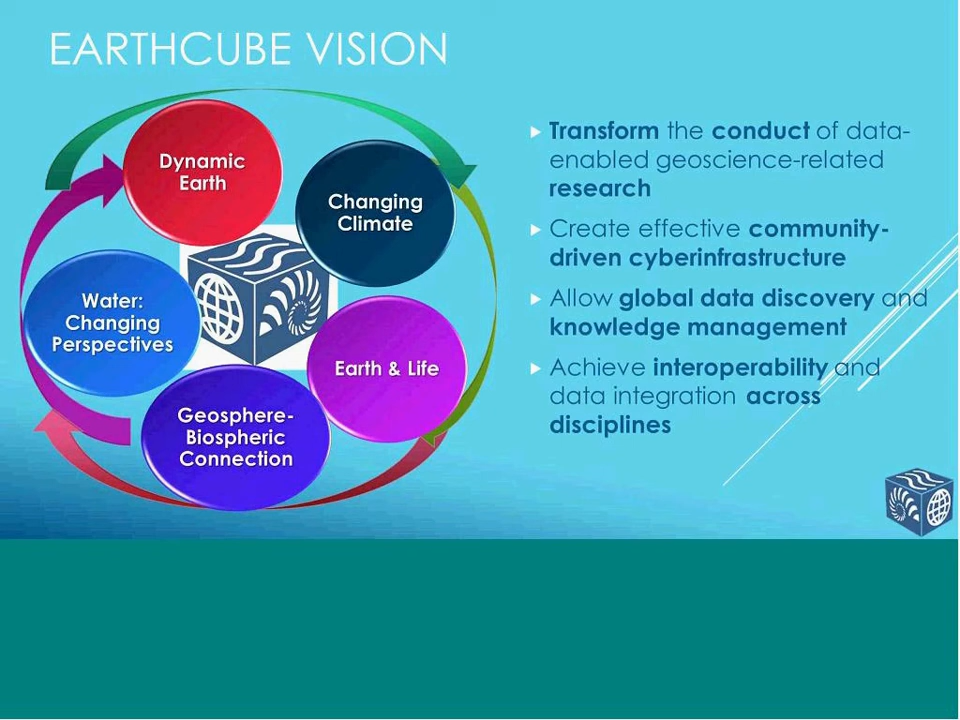 EARTHCUBE VISION
Dynamic
Earth
Changing
Climate
Water:
Changing
Perspectives
Earth & Life
Geosphere-
Biospheric
Connection
Transform the conduct of data-
enabled geoscience-related
research
Create effective community-
driven cyberinfrastructure
Allow global data discovery and
knowledge management
Achieve interoperability and
data integration across
disciplines